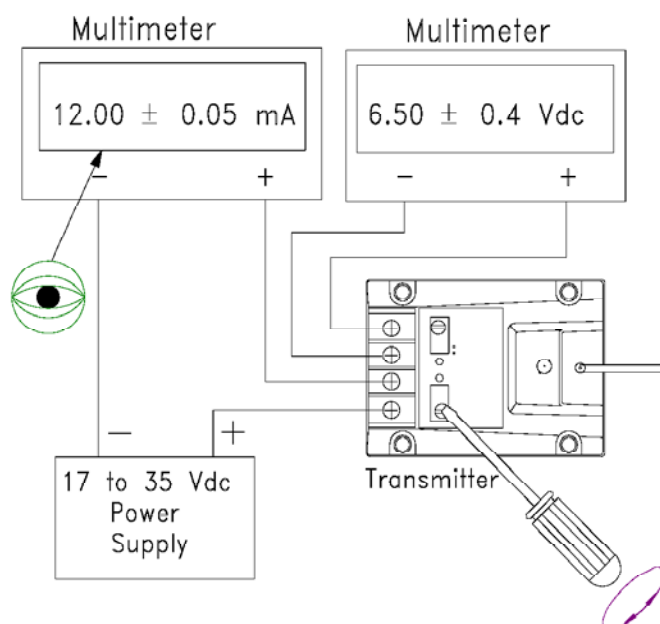 Multimeter
12.00 ± 0.05 mA
- +
Multimeter
6.50 ± 0.4 Vdc
- +
- +
17 to 35 Vdc
Power
Supply
Transmitter